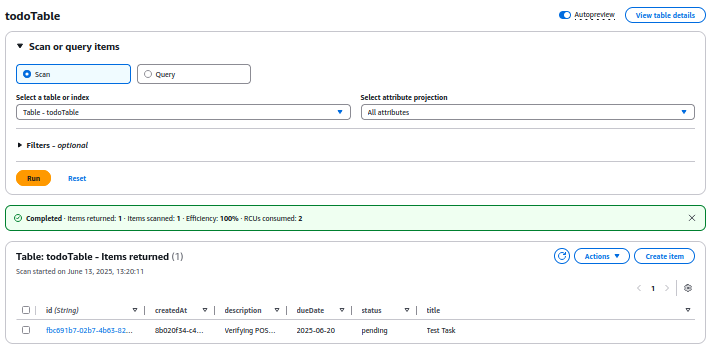 todoTable
Autopreview
View table details
Scan or query items
Scan
Query
Select a table or index
Select attribute projection
Table - todoTable
All attributes
Filters - optional
Run
Reset
Completed · Items returned: 1 · Items scanned: 1 · Efficiency: 100% · RCUs consumed: 2
Table: todoTable - Items returned (1)
Actions
Create item
Scan started on June 13, 2025, 13:20:11
1
id (String)
createdAt
description
dueDate
status
title
fbc691b7-02b7-4b63-82...
8b020f34-c4...
Verifying POS...
2025-06-20
pending
Test Task